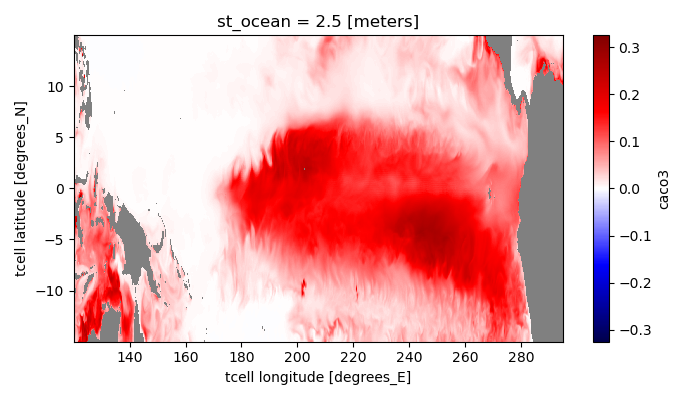 st_ocean = 2.5 [meters]
10
5
0
−5
−10
tcell latitude [degrees_N]
140 160 180 200 220 240 260 280
tcell longitude [degrees_E]
0.3
0.2
0.1
0.0
−0.1
−0.2
−0.3
caco3